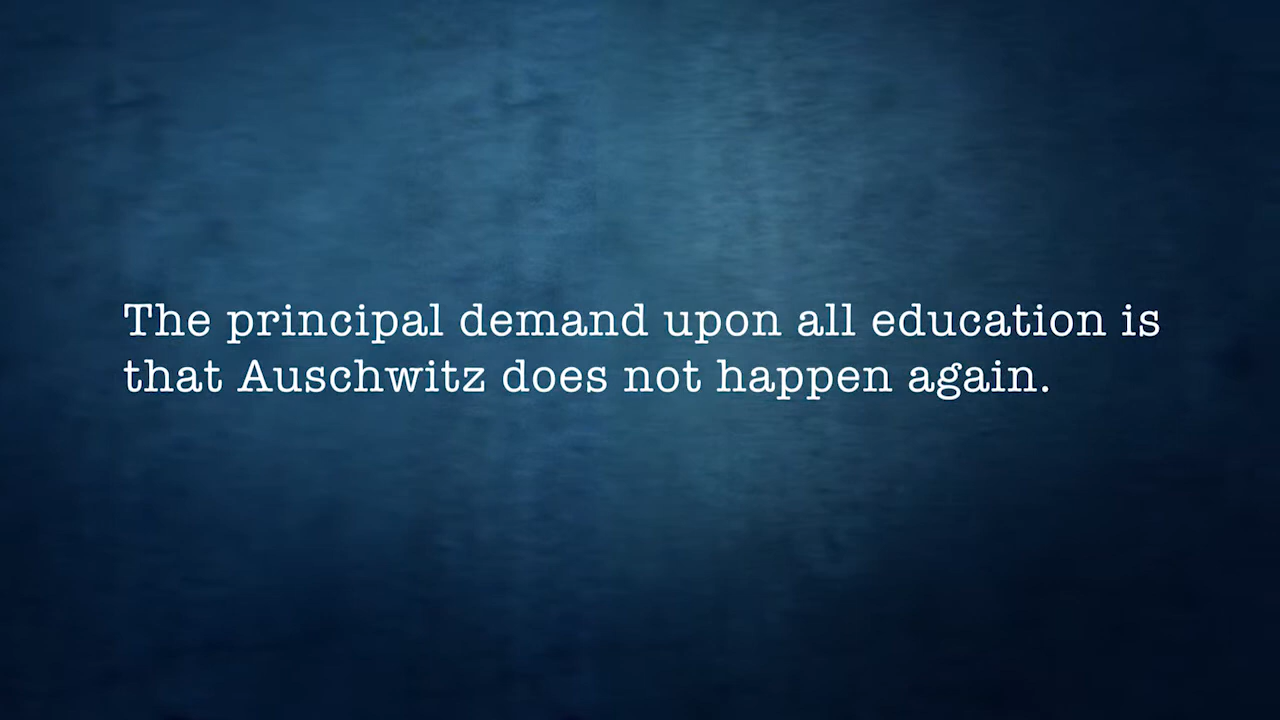 The principal demand upon all education is
that Auschwitz does not happen again.